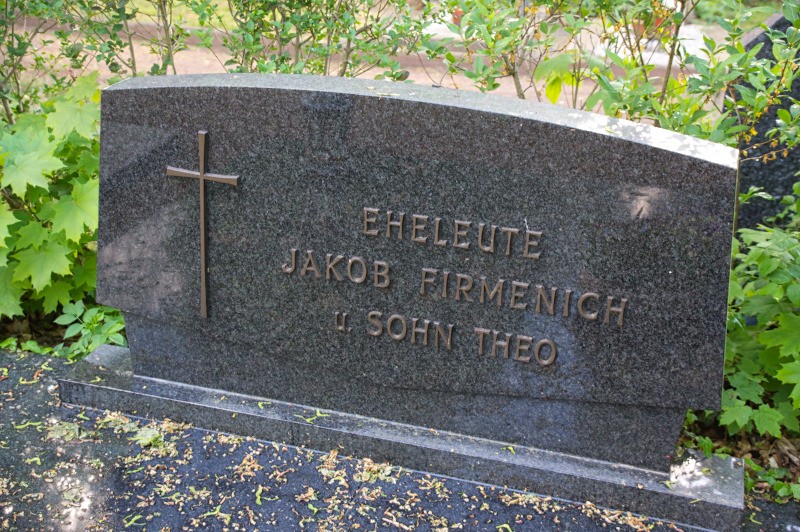 EHELEUTE
JAKOB FIRMENICH
u. SOHN THEO